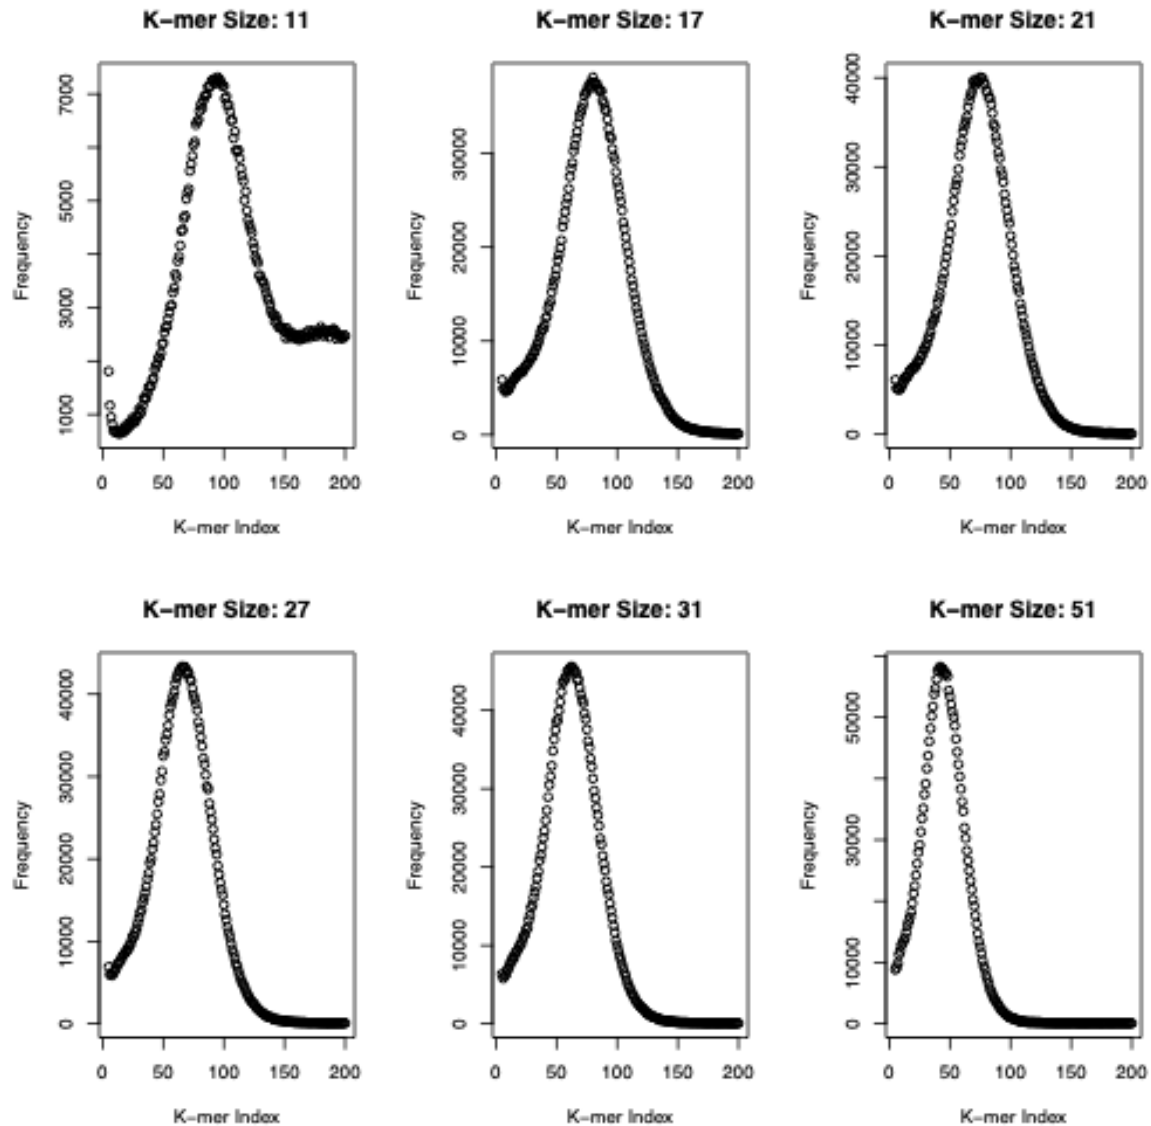 K-mer Size: 11
K-mer Size: 17
K-mer Size: 21
Frequency
7000
5000
3000
1000
0 50 100 150 200
K-mer Index
Frequency
30000
20000
10000
0
0 50 100 150 200
K-mer Index
Frequency
40000
30000
20000
10000
0
0 50 100 150 200
K-mer Index
K-mer Size: 27
K-mer Size: 31
K-mer Size: 51
Frequency
40000
30000
20000
10000
0
0 50 100 150 200
K-mer Index
Frequency
40000
30000
20000
10000
0
0 50 100 150 200
K-mer Index
Frequency
50000
30000
10000
0
0 50 100 150 200
K-mer Index